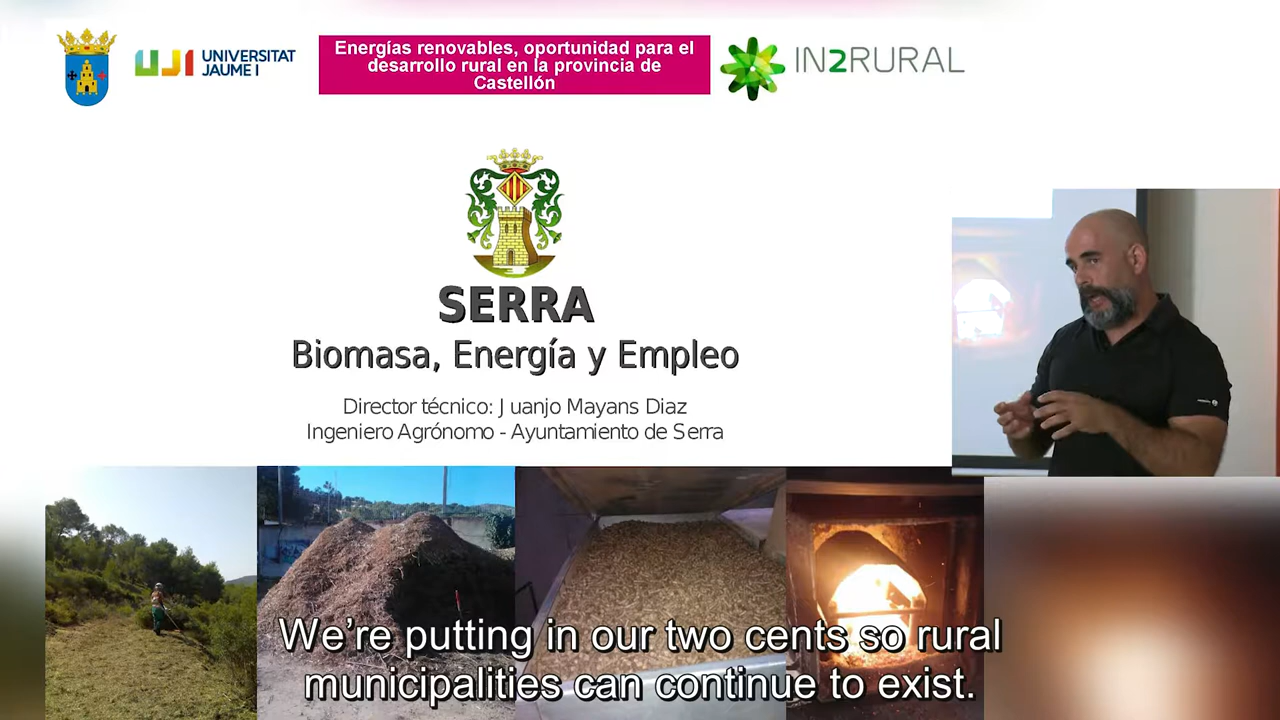 UJI UNIVERSITAT
JAUME I
Energías renovables, oportunidad para el
desarrollo rural en la provincia de
Castellón
IN2RURAL
SERRA
Biomasa, Energía y Empleo
Director técnico: Juanjo Mayans Diaz
Ingeniero Agrónomo - Ayuntamiento de Serra
We’re putting in our two cents so rural
municipalities can continue to exist.